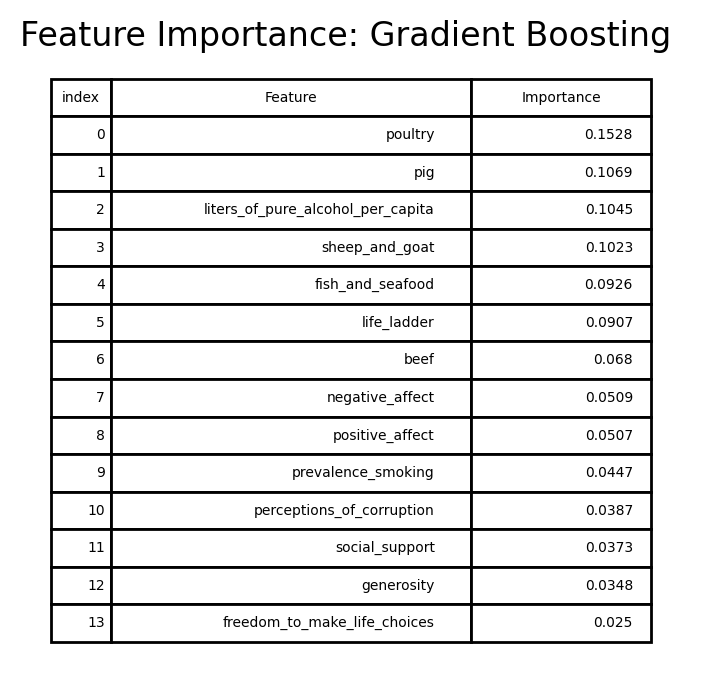 Feature Importance: Gradient Boosting
index Feature Importance
0 poultry 0.1528
1 pig 0.1069
2 liters_of_pure_alcohol_per_capita 0.1045
3 sheep_and_goat 0.1023
4 fish_and_seafood 0.0926
5 life_ladder 0.0907
6 beef 0.068
7 negative_affect 0.0509
8 positive_affect 0.0507
9 prevalence_smoking 0.0447
10 perceptions_of_corruption 0.0387
11 social_support 0.0373
12 generosity 0.0348
13 freedom_to_make_life_choices 0.025